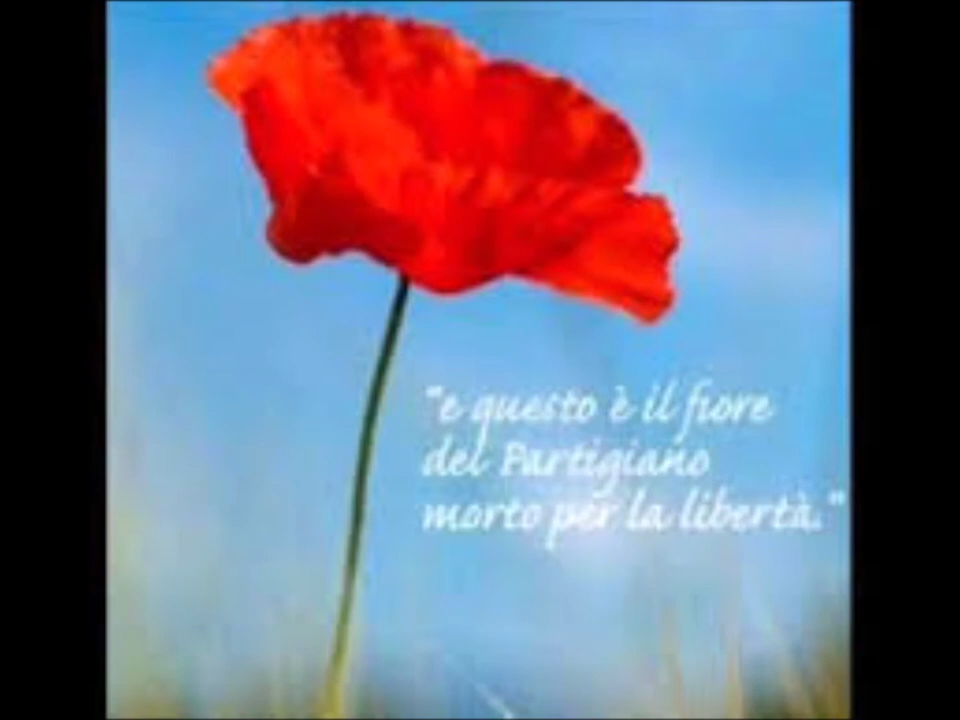 "e questo è il fiore
del Partigiano
morto per la libertà."